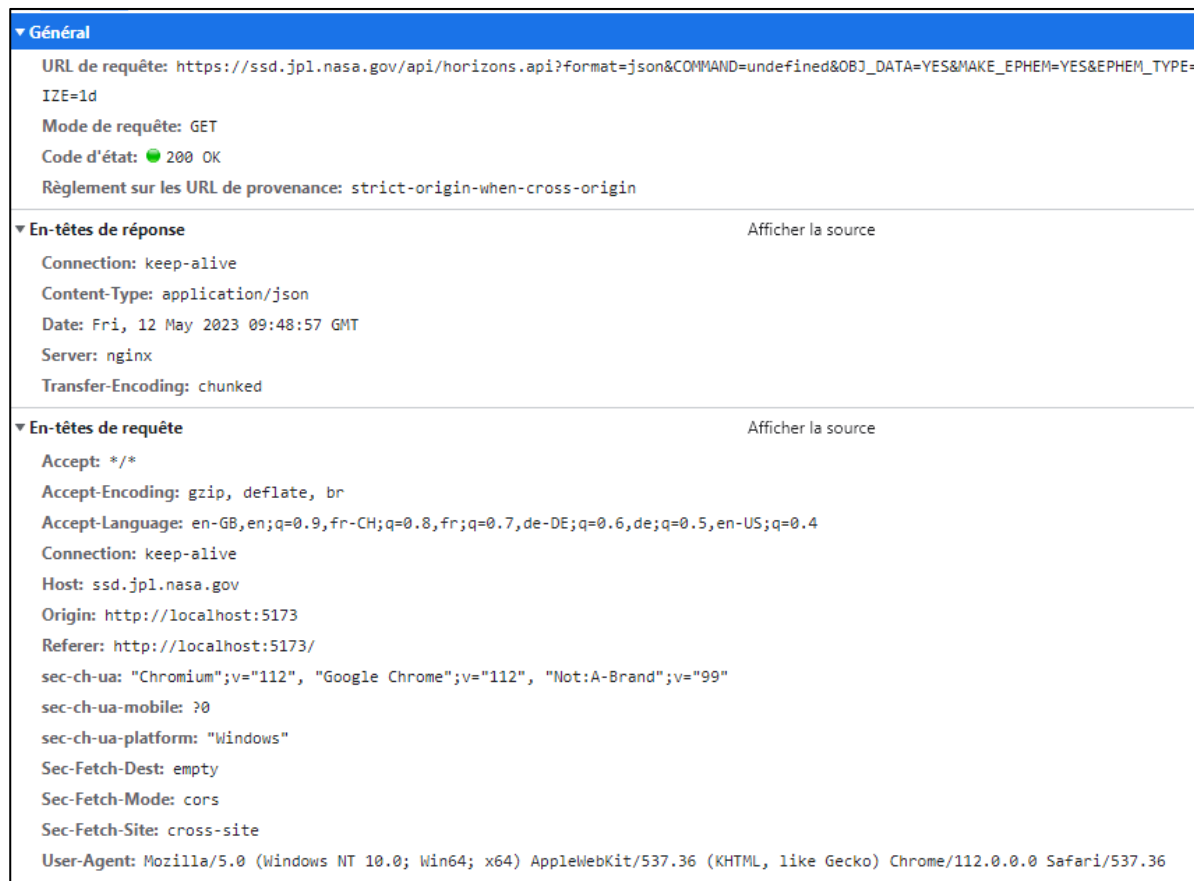 Général
URL de requête: https://ssd.jpl.nasa.gov/api/horizons.api?format=json&COMMAND=undefined&OBJ_DATA=YES&MAKE_EPHEM=YES&EPHEM_TYPE=
IZE=1d
Mode de requête: GET
Code d'état: 200 OK
Règlement sur les URL de provenance: strict-origin-when-cross-origin
En-têtes de réponse Afficher la source
Connection: keep-alive
Content-Type: application/json
Date: Fri, 12 May 2023 09:48:57 GMT
Server: nginx
Transfer-Encoding: chunked
En-têtes de requête Afficher la source
Accept: */*
Accept-Encoding: gzip, deflate, br
Accept-Language: en-GB,en;q=0.9,fr-CH;q=0.8,fr;q=0.7,de-DE;q=0.6,de;q=0.5,en-US;q=0.4
Connection: keep-alive
Host: ssd.jpl.nasa.gov
Origin: http://localhost:5173
Referer: http://localhost:5173/
sec-ch-ua: "Chromium";v="112", "Google Chrome";v="112", "Not:A-Brand";v="99"
sec-ch-ua-mobile: ?0
sec-ch-ua-platform: "Windows"
Sec-Fetch-Dest: empty
Sec-Fetch-Mode: cors
Sec-Fetch-Site: cross-site
User-Agent: Mozilla/5.0 (Windows NT 10.0; Win64; x64) AppleWebKit/537.36 (KHTML, like Gecko) Chrome/112.0.0.0 Safari/537.36